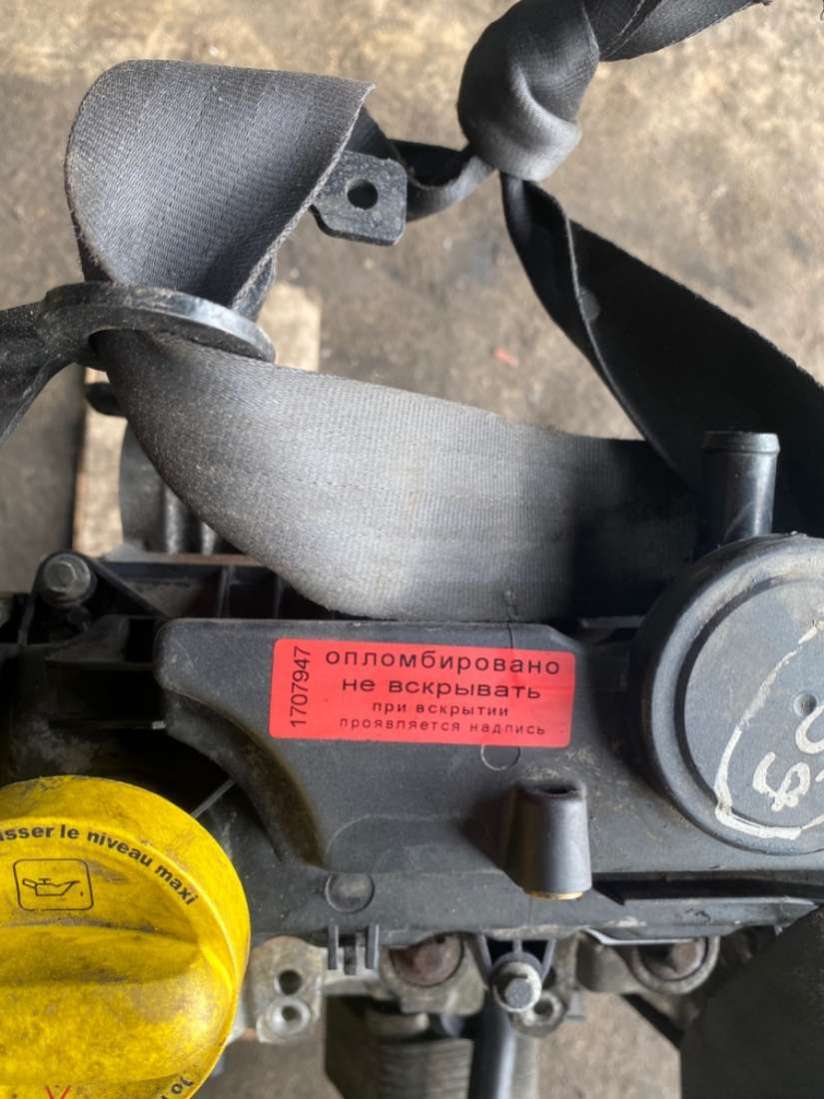 1707947
опломбировано
не вскрывать
при вскрытии
проявляется надпись
sser le niveau maxi